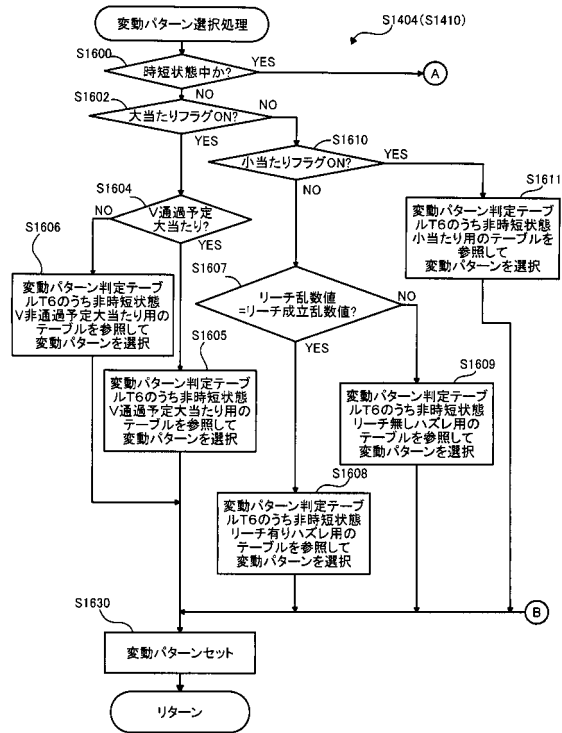 変動パターン選択処理
S1404(S1410)
S1600
時短状態中か?
YES
A
NO
S1602
大当たりフラグON?
NO
YES
S1610
小当たりフラグON?
YES
NO
S1604
V通過予定
大当たり?
NO
YES
S1611
変動パターン判定テーブ
ルT6のうち非時短状態
小当たり用のテーブルを
参照して
変動パターンを選択
S1606
変動パターン判定テーブ
ルT6のうち非時短状態
V非通過予定大当たり用の
テーブルを参照して
変動パターンを選択
S1607
リーチ乱数値
=リーチ成立乱数値?
NO
YES
S1605
変動パターン判定テーブ
ルT6のうち非時短状態
V通過予定大当たり用の
テーブルを参照して
変動パターンを選択
S1609
変動パターン判定テーブ
ルT6のうち非時短状態
リーチ無しハズレ用の
テーブルを参照して
変動パターンを選択
S1608
変動パターン判定テーブ
ルT6のうち非時短状態
リーチ有りハズレ用の
テーブルを参照して
変動パターンを選択
B
S1630
変動パターンセット
リターン